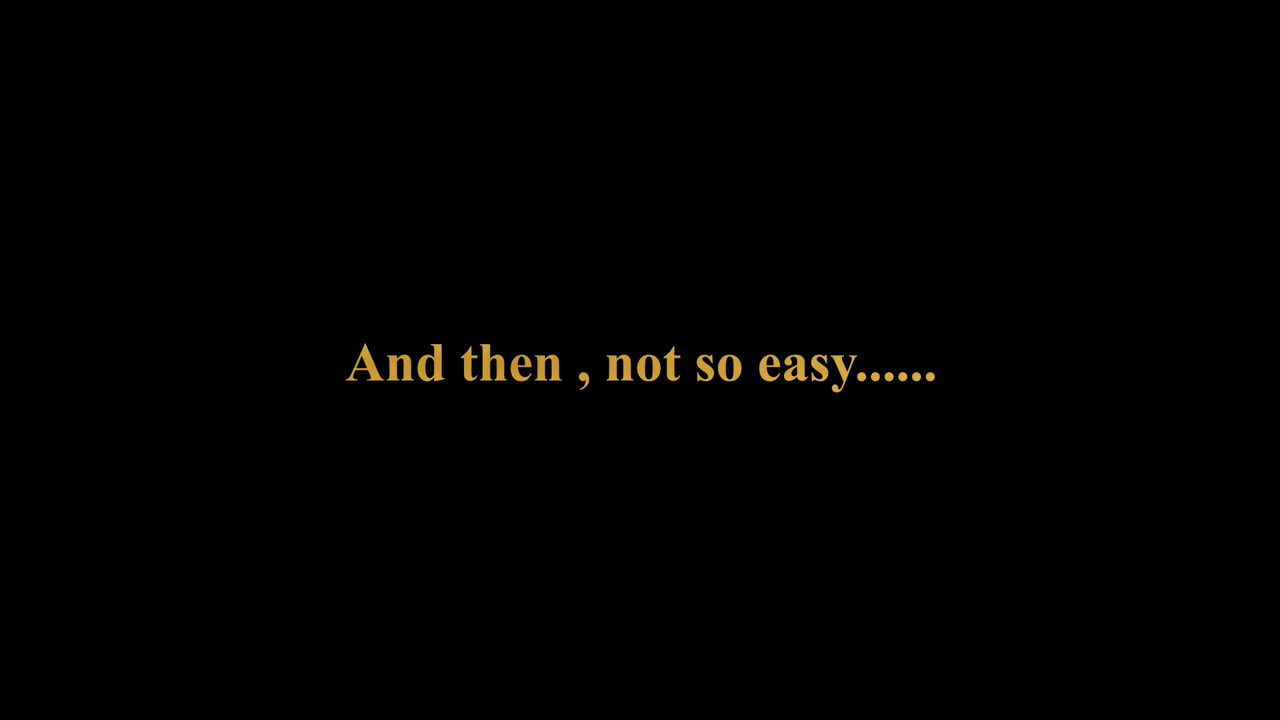 And then , not so easy......